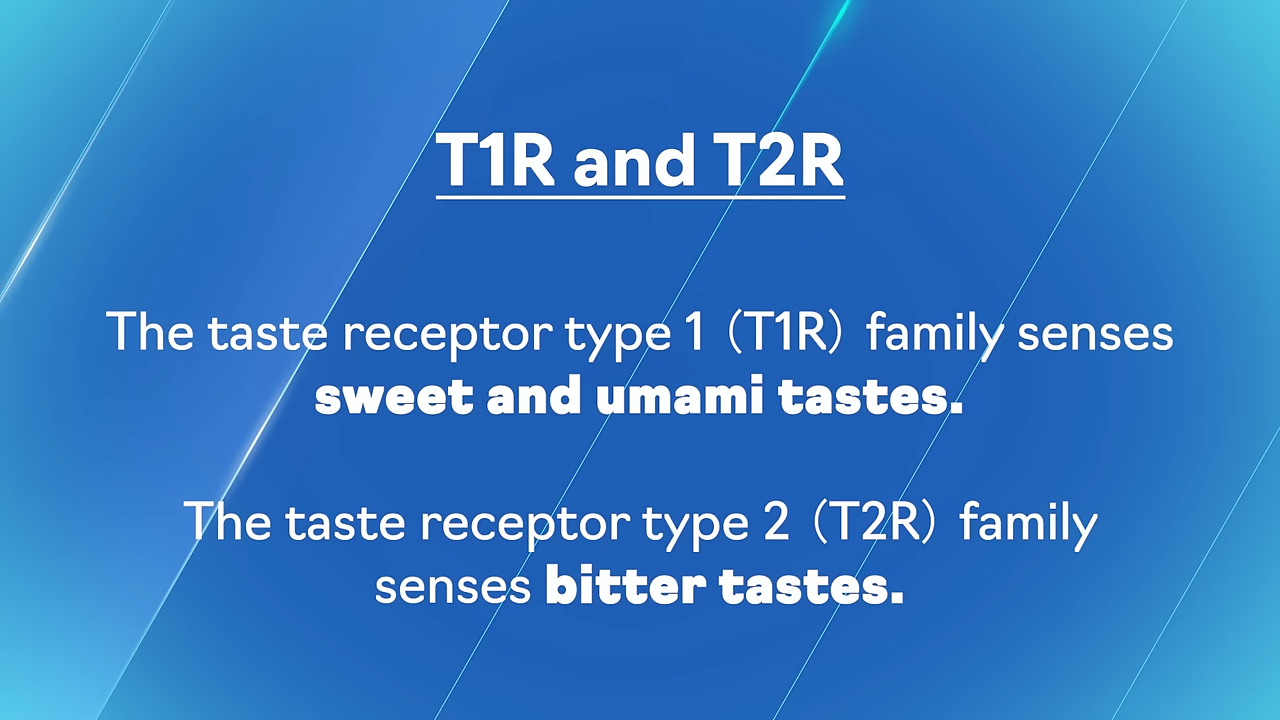 T1R and T2R
The taste receptor type 1 (T1R) family senses
sweet and umami tastes.
The taste receptor type 2 (T2R) family
senses bitter tastes.